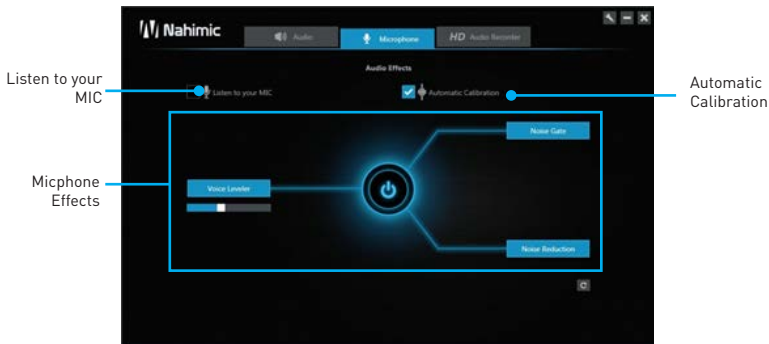 Nahimic
Audio
Microphone
HD Audio Recorder
Audio Effects
Listen to your
MIC
Listen to your MIC
Automatic Calibration
Automatic
Calibration
Noise Gate
Micphone
Effects
Voice Leveler
Noise Reduction